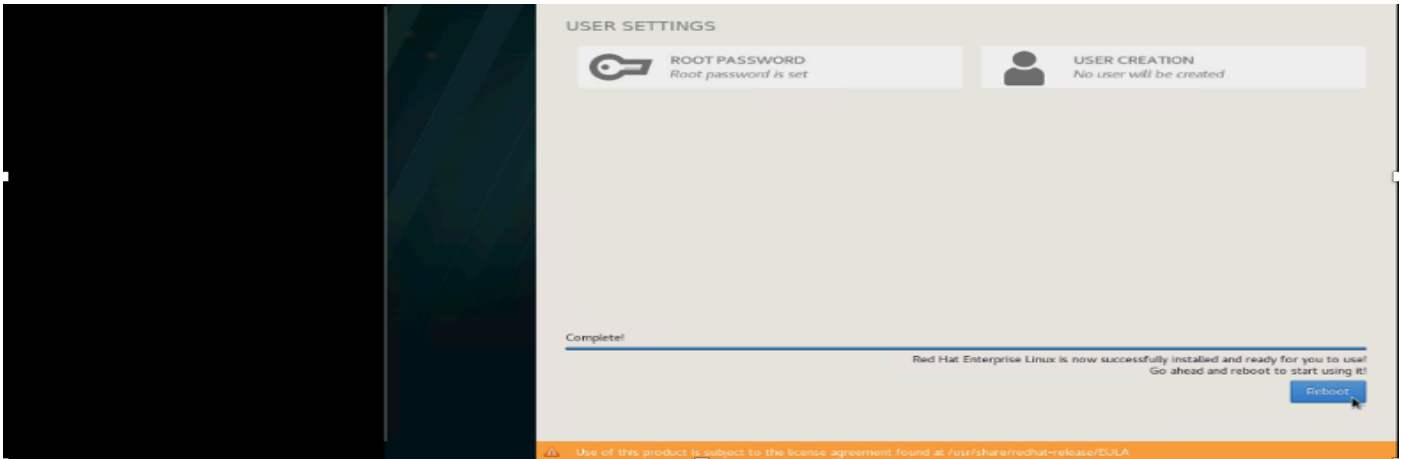 USER SETTINGS
ROOT PASSWORD
Root password is set
USER CREATION
No user will be created
Complete!
Red Hat Enterprise Linux is now successfully installed and ready for you to use!
Go ahead and reboot to start using it!
Reboot
Use of this product is subject to the license agreement found at /usr/share/redhat-release/EULA